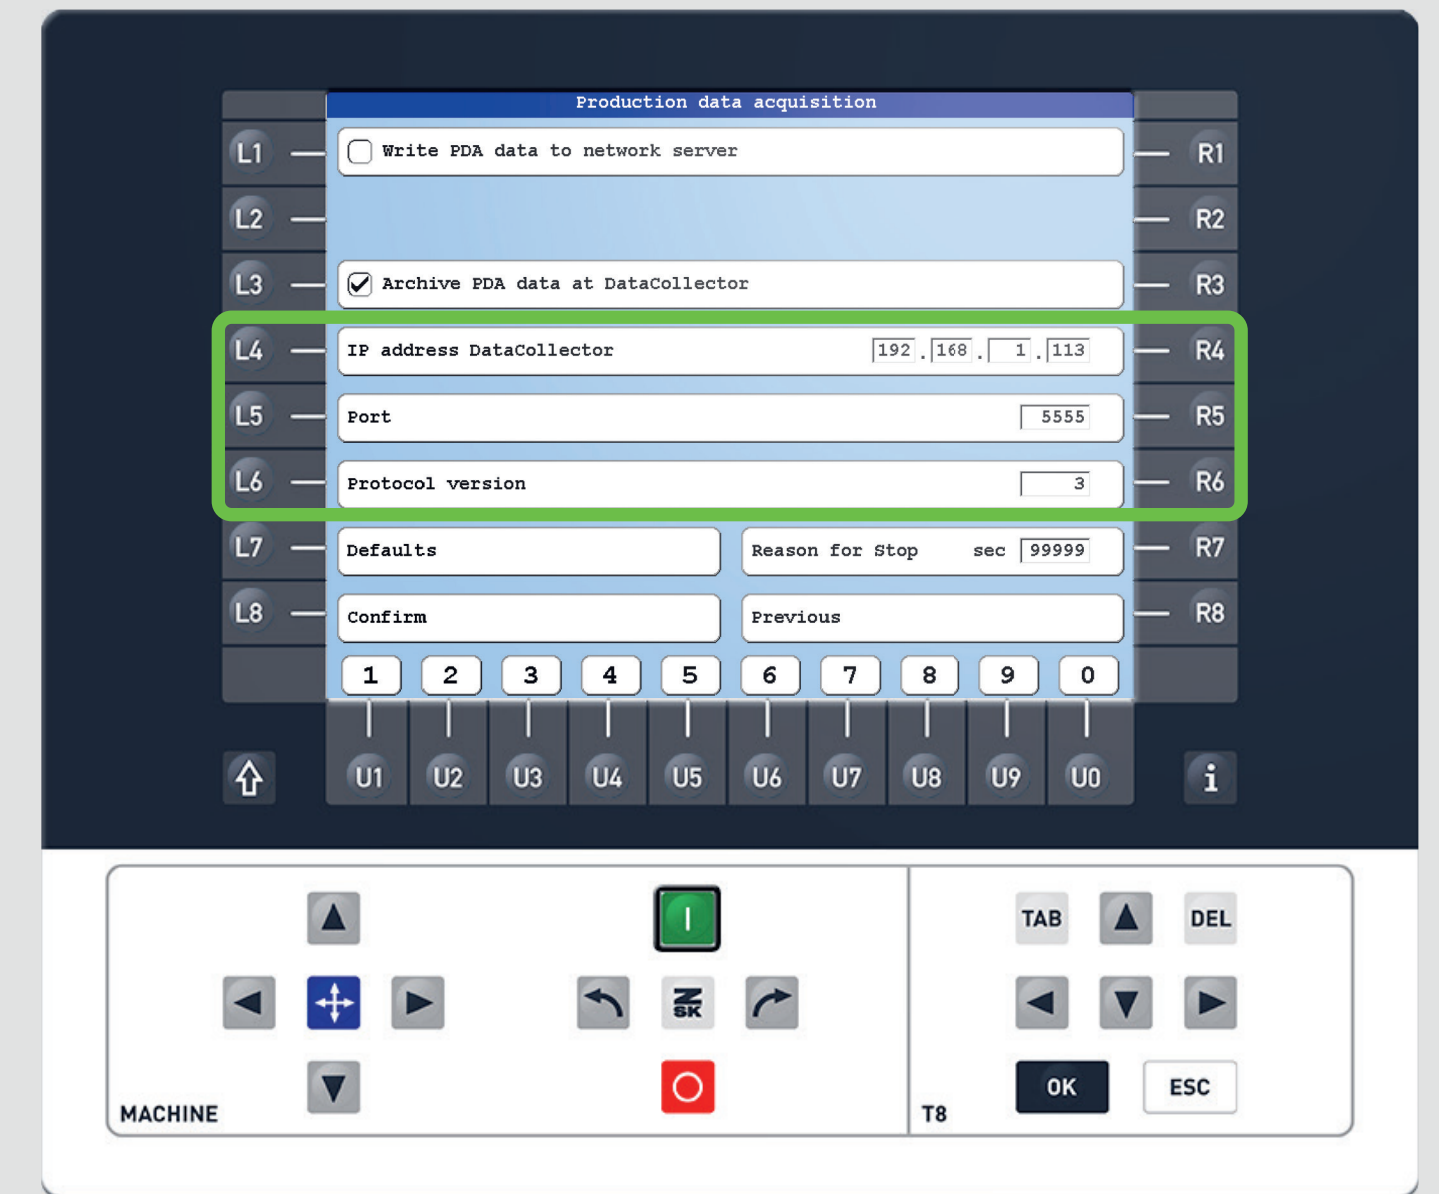 Production data acquisition
L1 Write PDA data to network server R1
L2 R2
L3 Archive PDA data at DataCollector R3
L4 IP address DataCollector 192.168.1.113 R4
L5 Port 5555 R5
L6 Protocol version 3 R6
L7 Defaults Reason for Stop sec 99999 R7
L8 Confirm Previous R8
1 2 3 4 5 6 7 8 9 0
U1 U2 U3 U4 U5 U6 U7 U8 U9 U0 i
I TAB DEL
ZSK
OK ESC
MACHINE T8